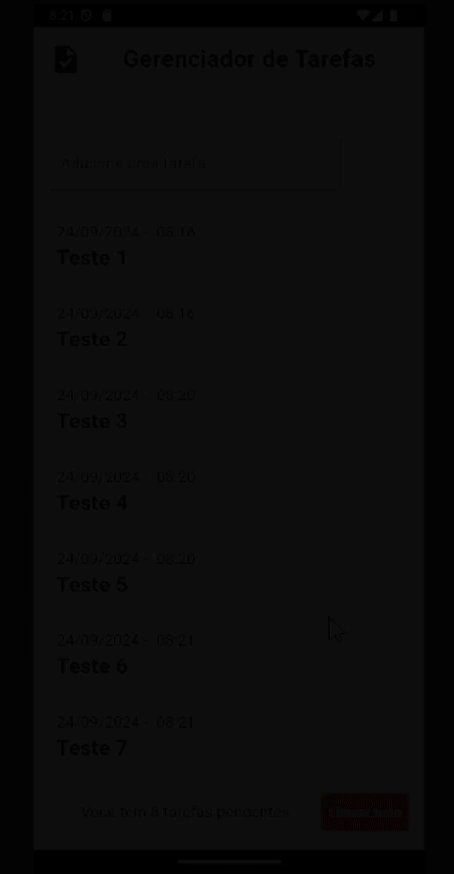 8:21
Gerenciador de Tarefas
Adicione uma tarefa
24/09/2024 - 08:16
Teste 1
24/09/2024 - 08:16
Teste 2
24/09/2024 - 08:20
Teste 3
24/09/2024 - 08:20
Teste 4
24/09/2024 - 08:20
Teste 5
24/09/2024 - 08:21
Teste 6
24/09/2024 - 08:21
Teste 7
Você tem 8 tarefas pendentes